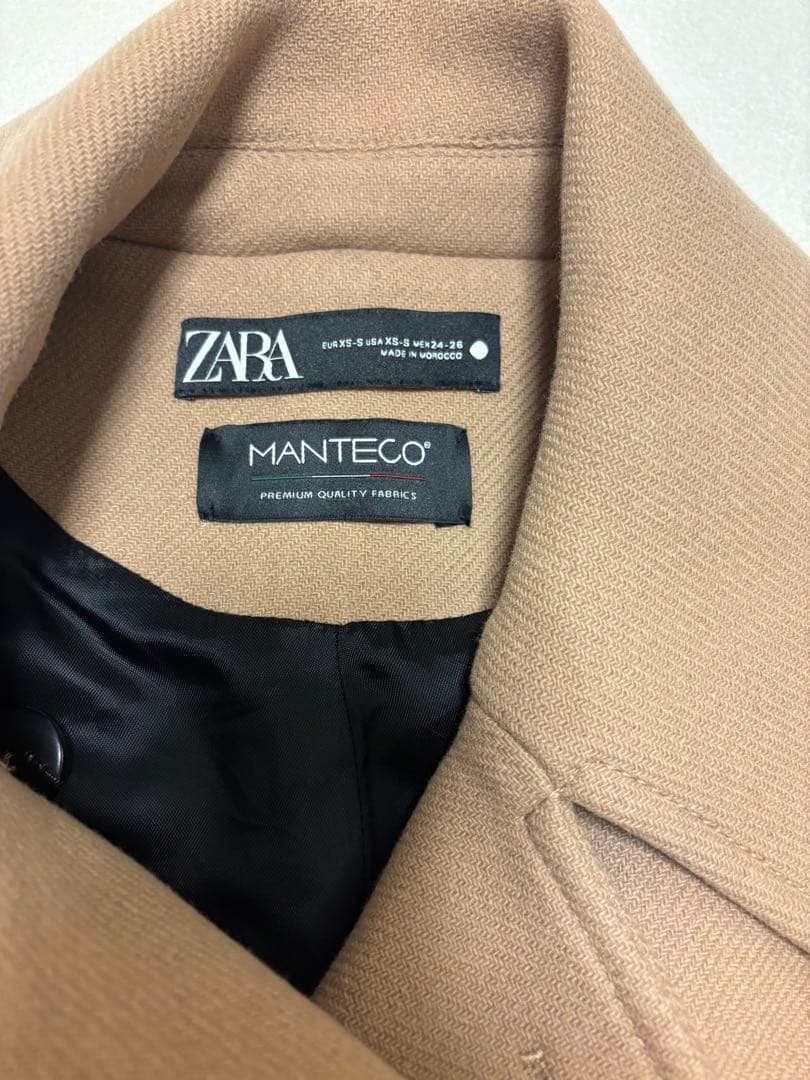 ZARA
EUR XS-S USA XS-S MEX 24-26
MADE IN MOROCCO
MANTECO®
PREMIUM QUALITY FABRICS